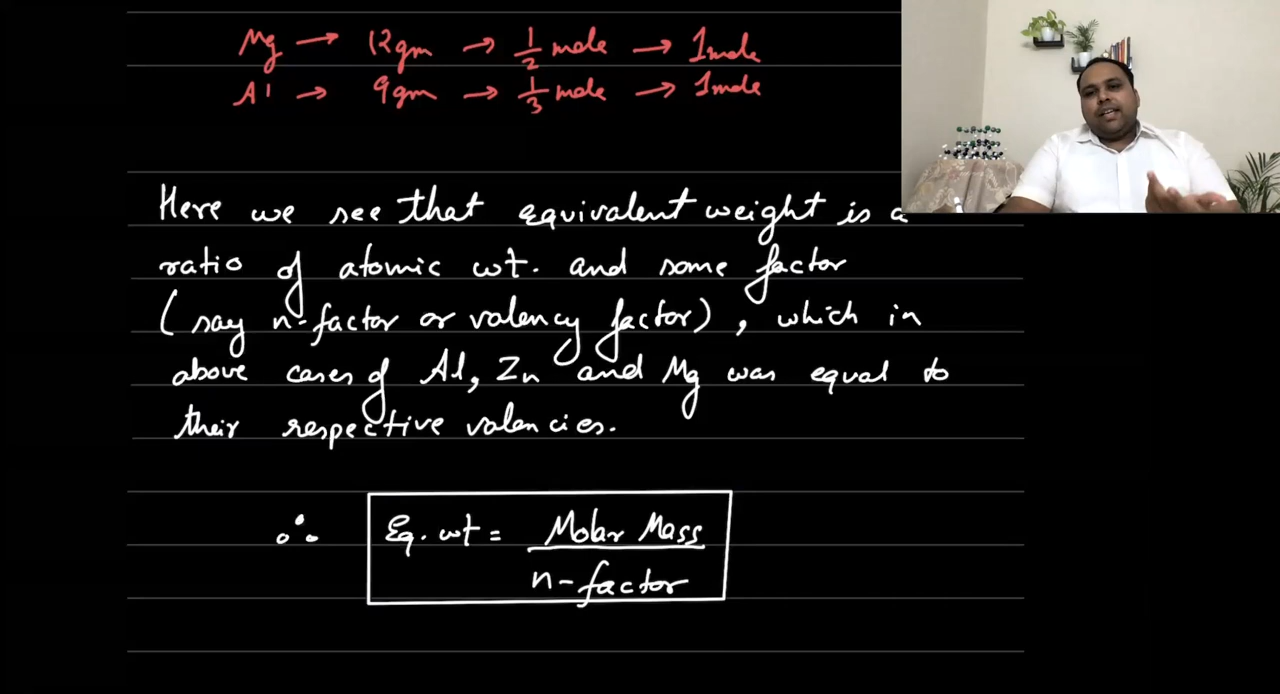 Mg → 12gm → 1/2 mole → 1mole
Al → 9gm → 1/3 mole → 1mole
Here we see that equivalent weight is a
ratio of atomic wt. and some factor
(say n-factor or valency factor), which in
above cases of Al, Zn and Mg was equal to
their respective valencies.
∴ Eq. wt = Molar Mass / n-factor